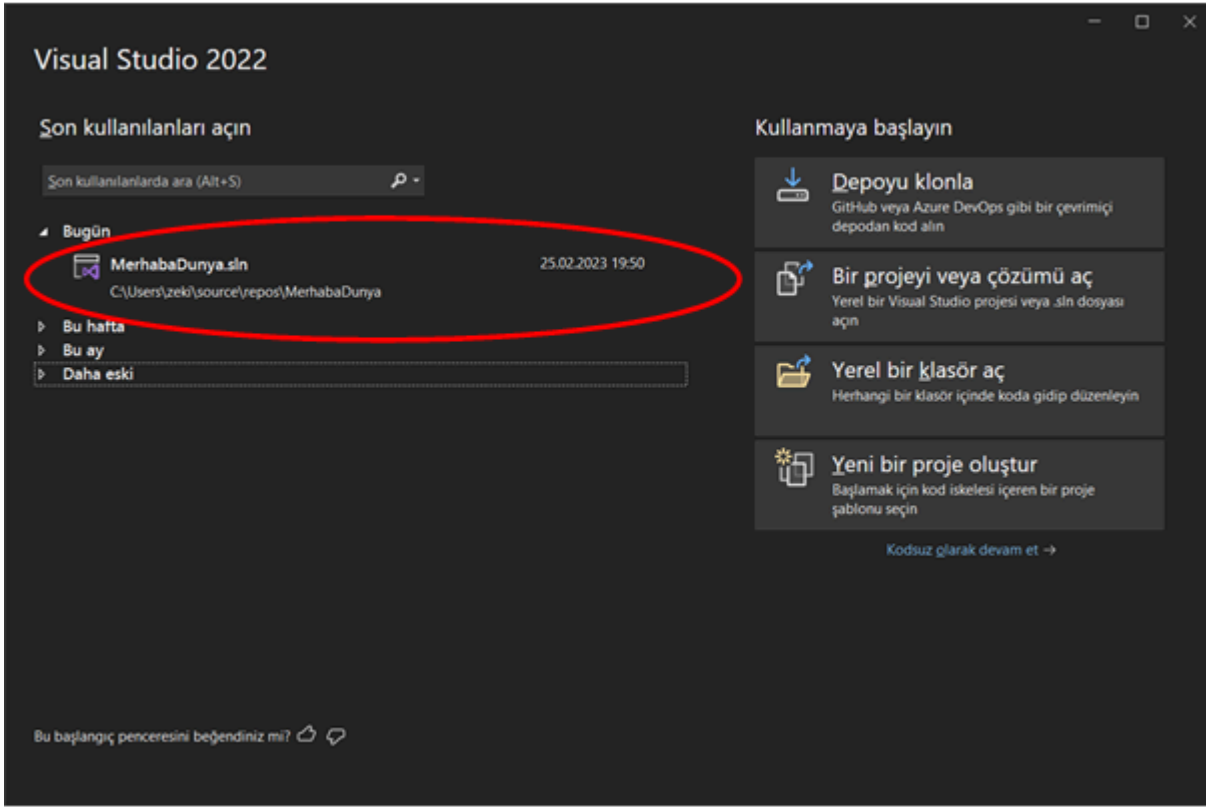 Visual Studio 2022
Son kullanılanları açın
Son kullanılanlarda ara (Alt+S)
Bugün
MerhabaDunya.sln 25.02.2023 19:50
C:\Users\zeki\source\repos\MerhabaDunya
Bu hafta
Bu ay
Daha eski
Kullanmaya başlayın
Depoyu klonla
GitHub veya Azure DevOps gibi bir çevrimiçi
depodan kod alın
Bir projeyi veya çözümü aç
Yerel bir Visual Studio projesi veya .sln dosyası
açın
Yerel bir klasör aç
Herhangi bir klasör içinde koda gidip düzenleyin
Yeni bir proje oluştur
Başlamak için kod iskelesi içeren bir proje
şablonu seçin
Kodsuz olarak devam et →
Bu başlangıç penceresini beğendiniz mi?